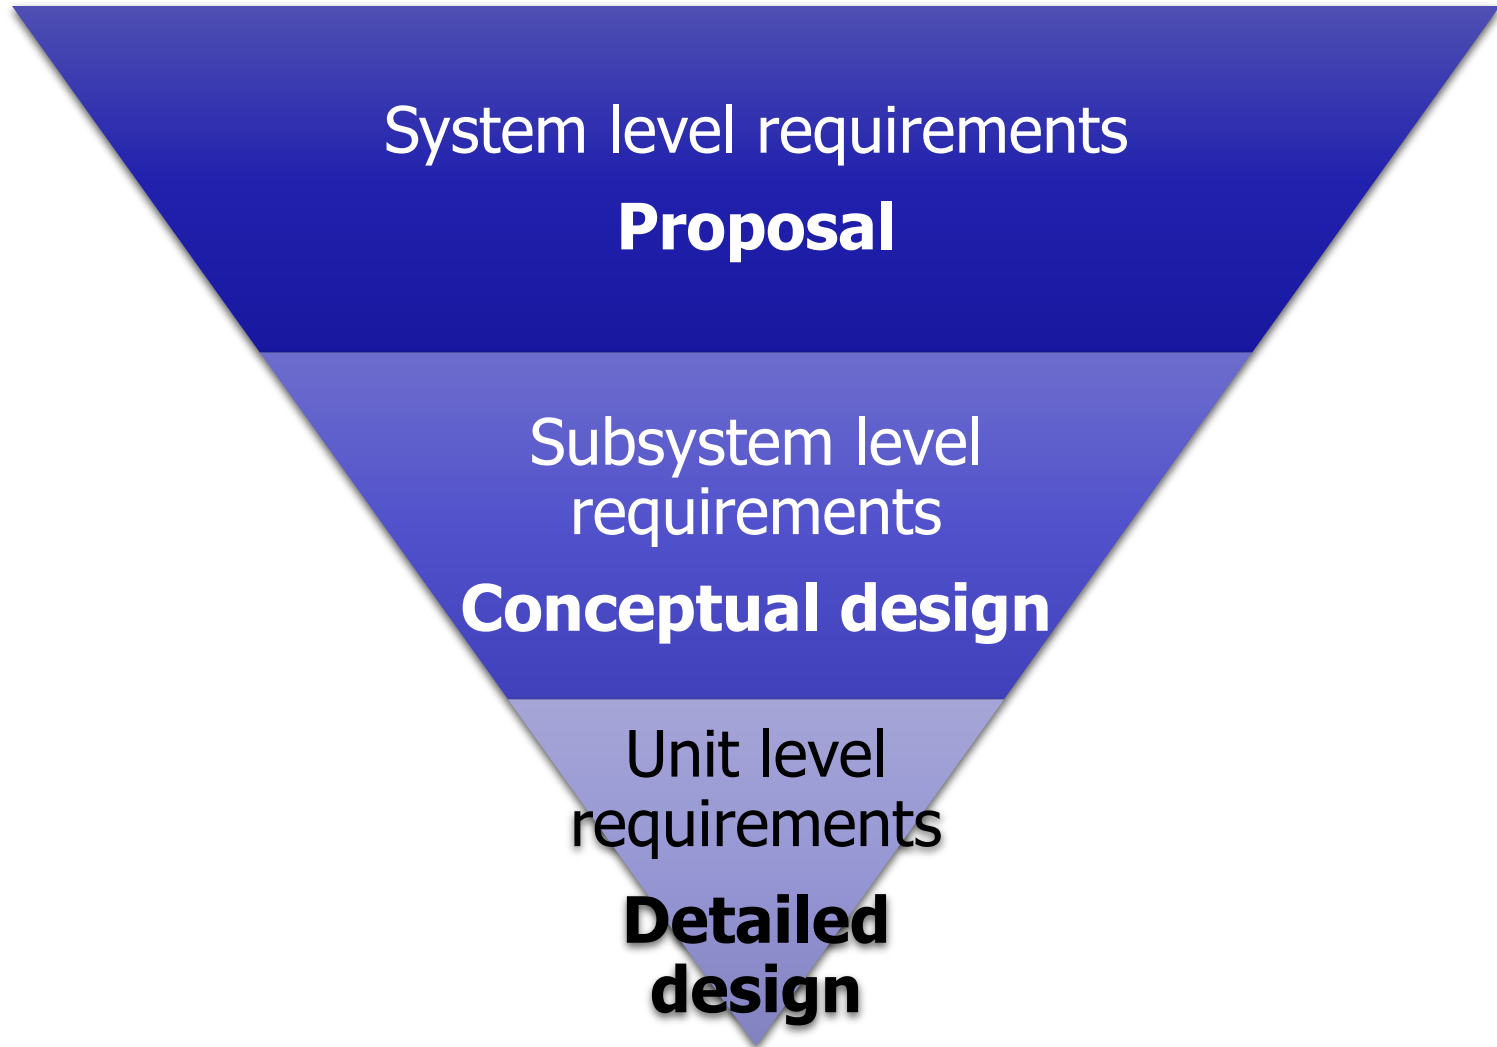 System level requirements
Proposal
Subsystem level
requirements
Conceptual design
Unit level
requirements
Detailed
design